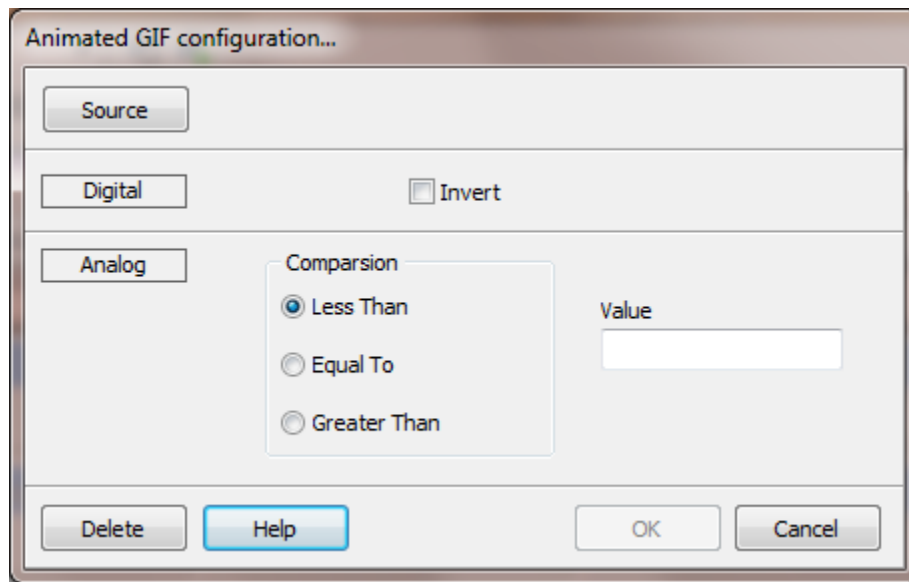 Animated GIF configuration...
Source
Digital
Invert
Analog
Comparsion
Less Than
Value
Equal To
Greater Than
Delete
Help
OK
Cancel